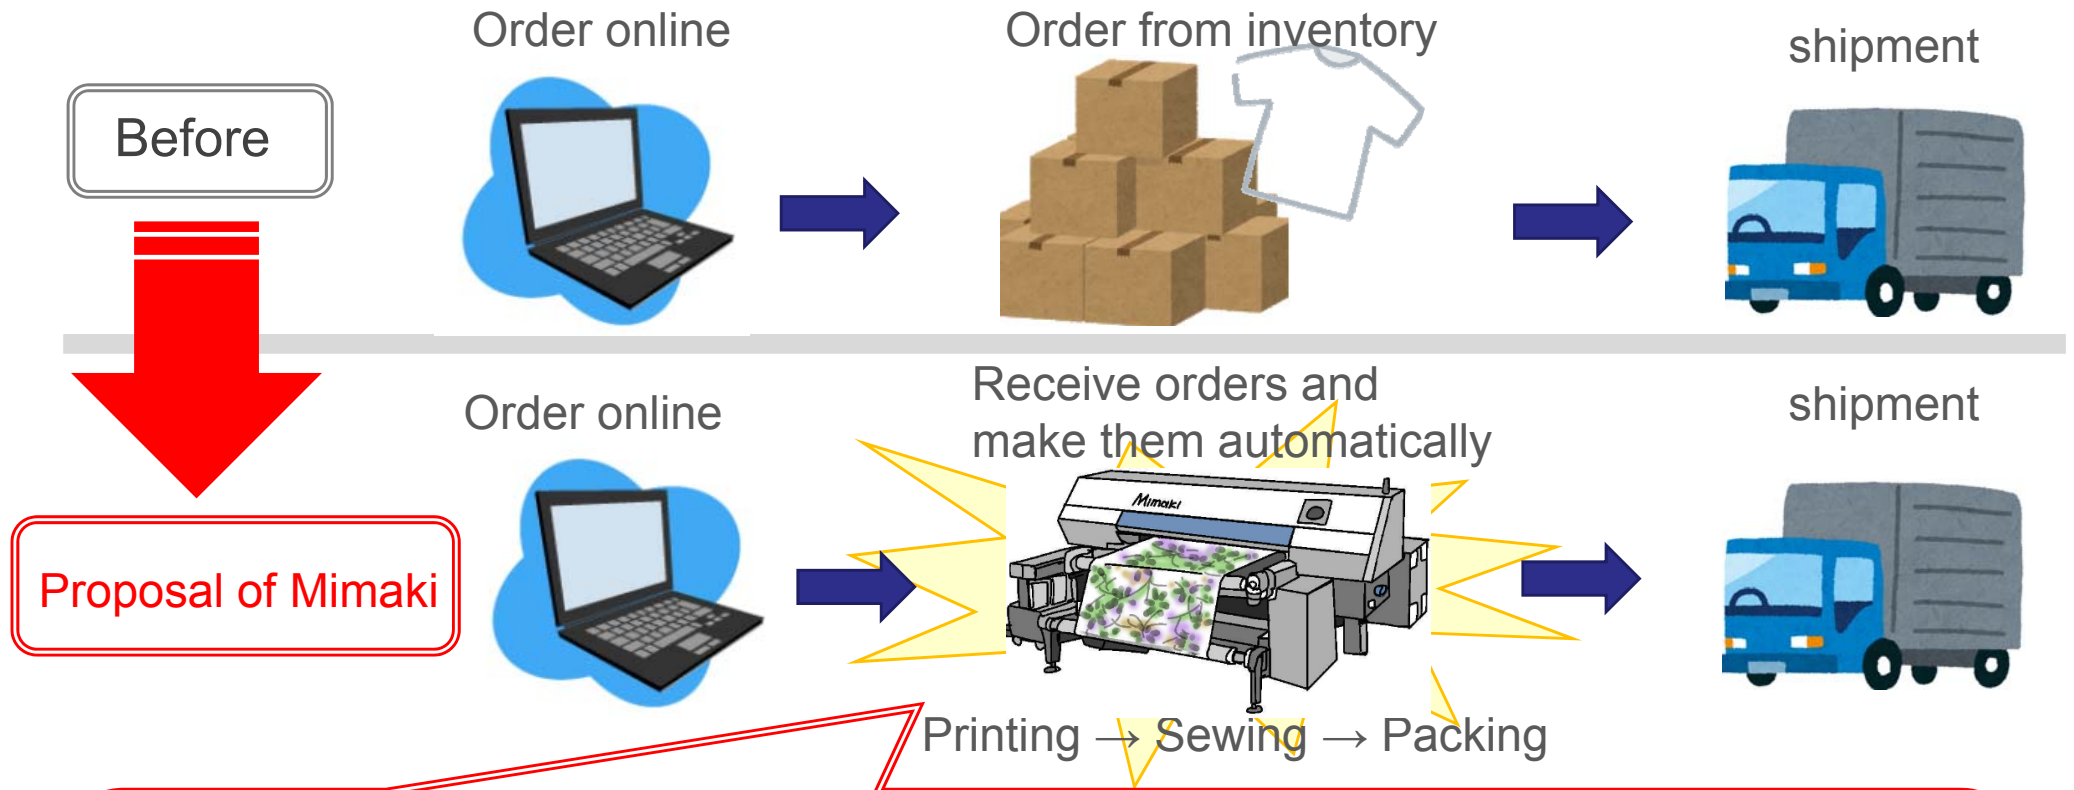 Order online
Order from inventory
shipment
Before
Order online
Receive orders and
make them automatically
shipment
Mimaki
Proposal of Mimaki
Printing → Sewing → Packing